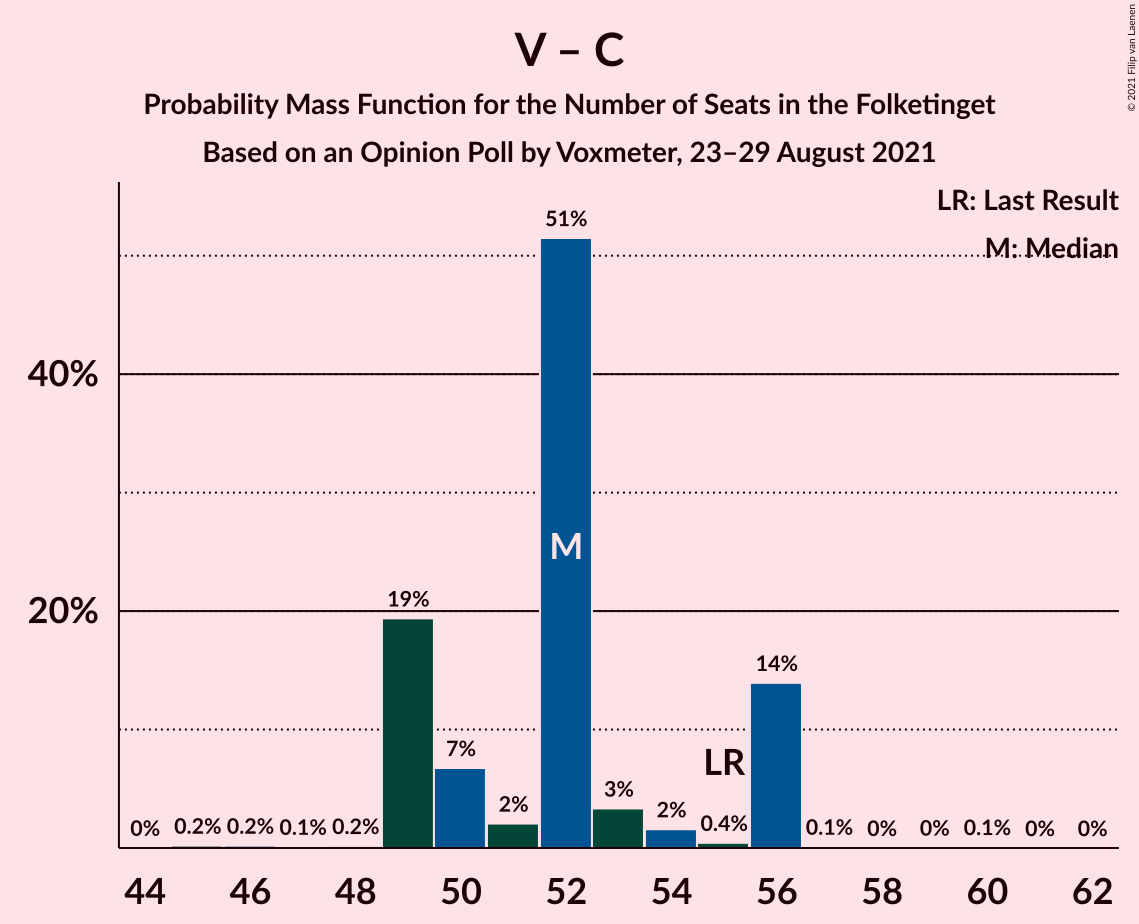 V – C
Probability Mass Function for the Number of Seats in the Folketinget
Based on an Opinion Poll by Voxmeter, 23–29 August 2021
© 2021 Filip van Laenen
LR: Last Result
M: Median
51%
40%
M
20%
19%
14%
LR
7%
3%
2%
2%
0%
0.2%
0.2%
0.1%
0.2%
0.4%
0.1%
0%
0%
0.1%
0%
0%
44 46 48 50 52 54 56 58 60 62